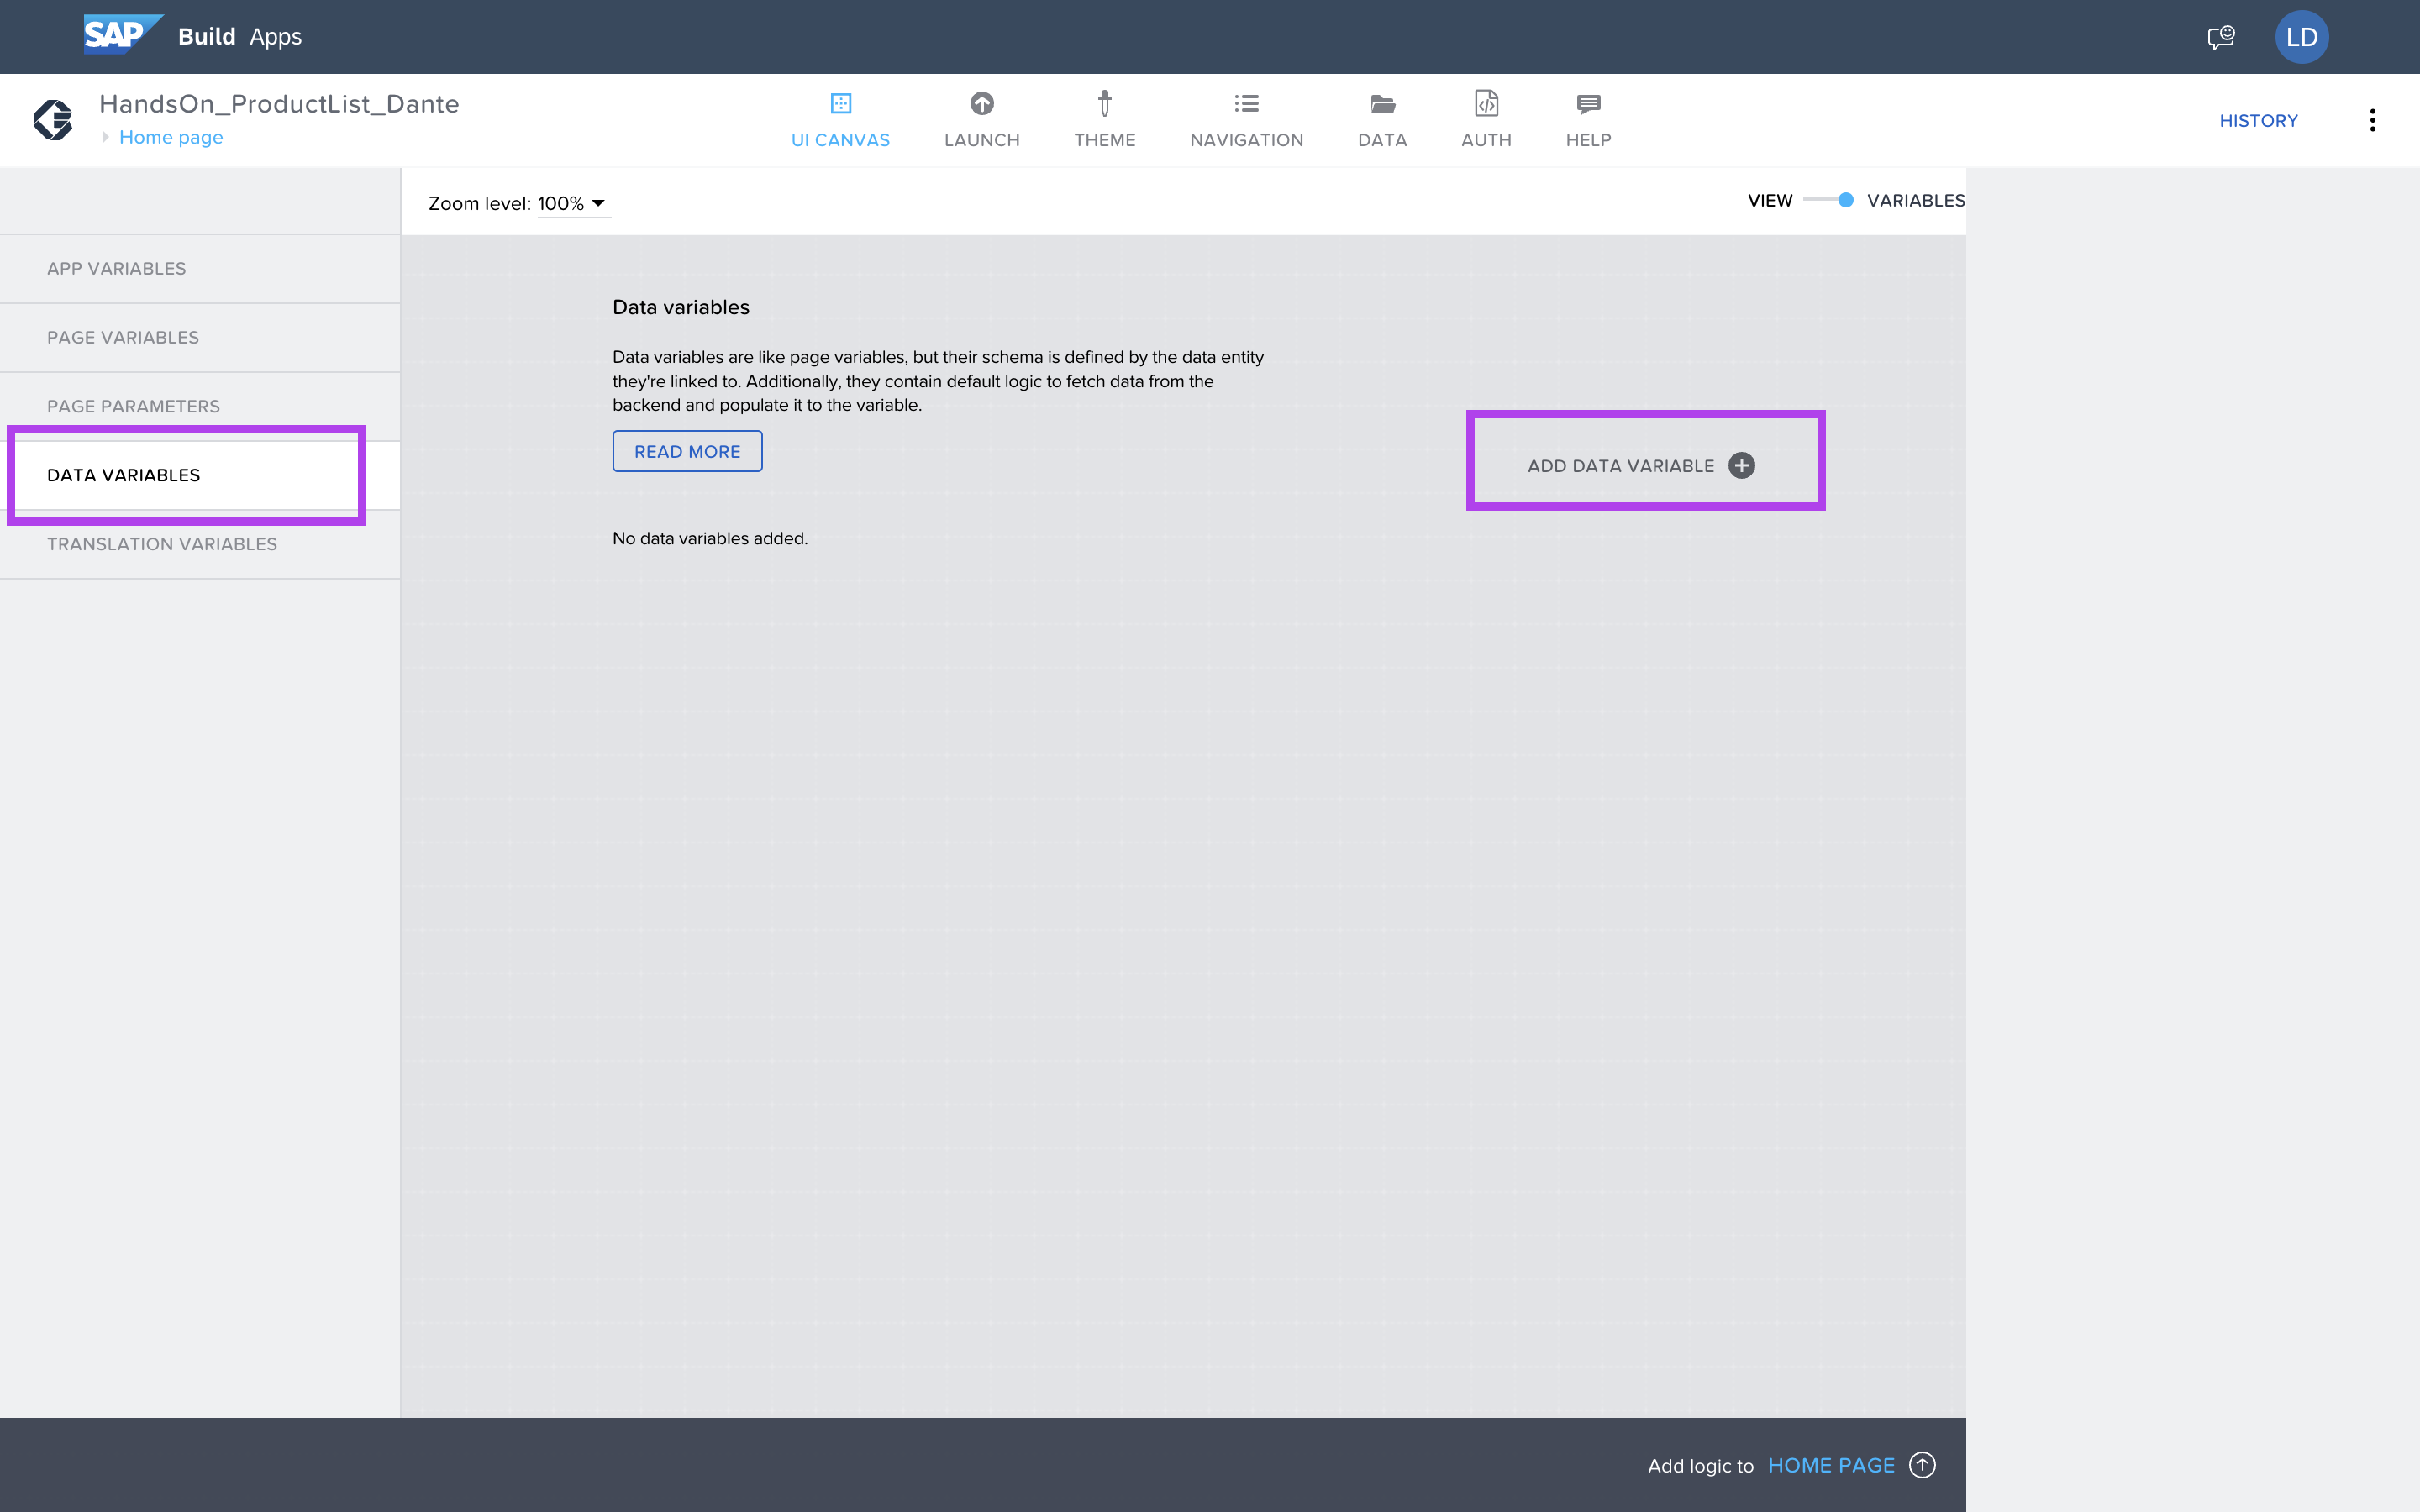 SAP Build Apps
LD
HandsOn_ProductList_Dante
Home page
UI CANVAS
LAUNCH
THEME
NAVIGATION
DATA
AUTH
HELP
HISTORY
Zoom level: 100%
VIEW
VARIABLES
APP VARIABLES
PAGE VARIABLES
PAGE PARAMETERS
DATA VARIABLES
TRANSLATION VARIABLES
Data variables
Data variables are like page variables, but their schema is defined by the data entity
they're linked to. Additionally, they contain default logic to fetch data from the
backend and populate it to the variable.
READ MORE
ADD DATA VARIABLE
No data variables added.
Add logic to HOME PAGE